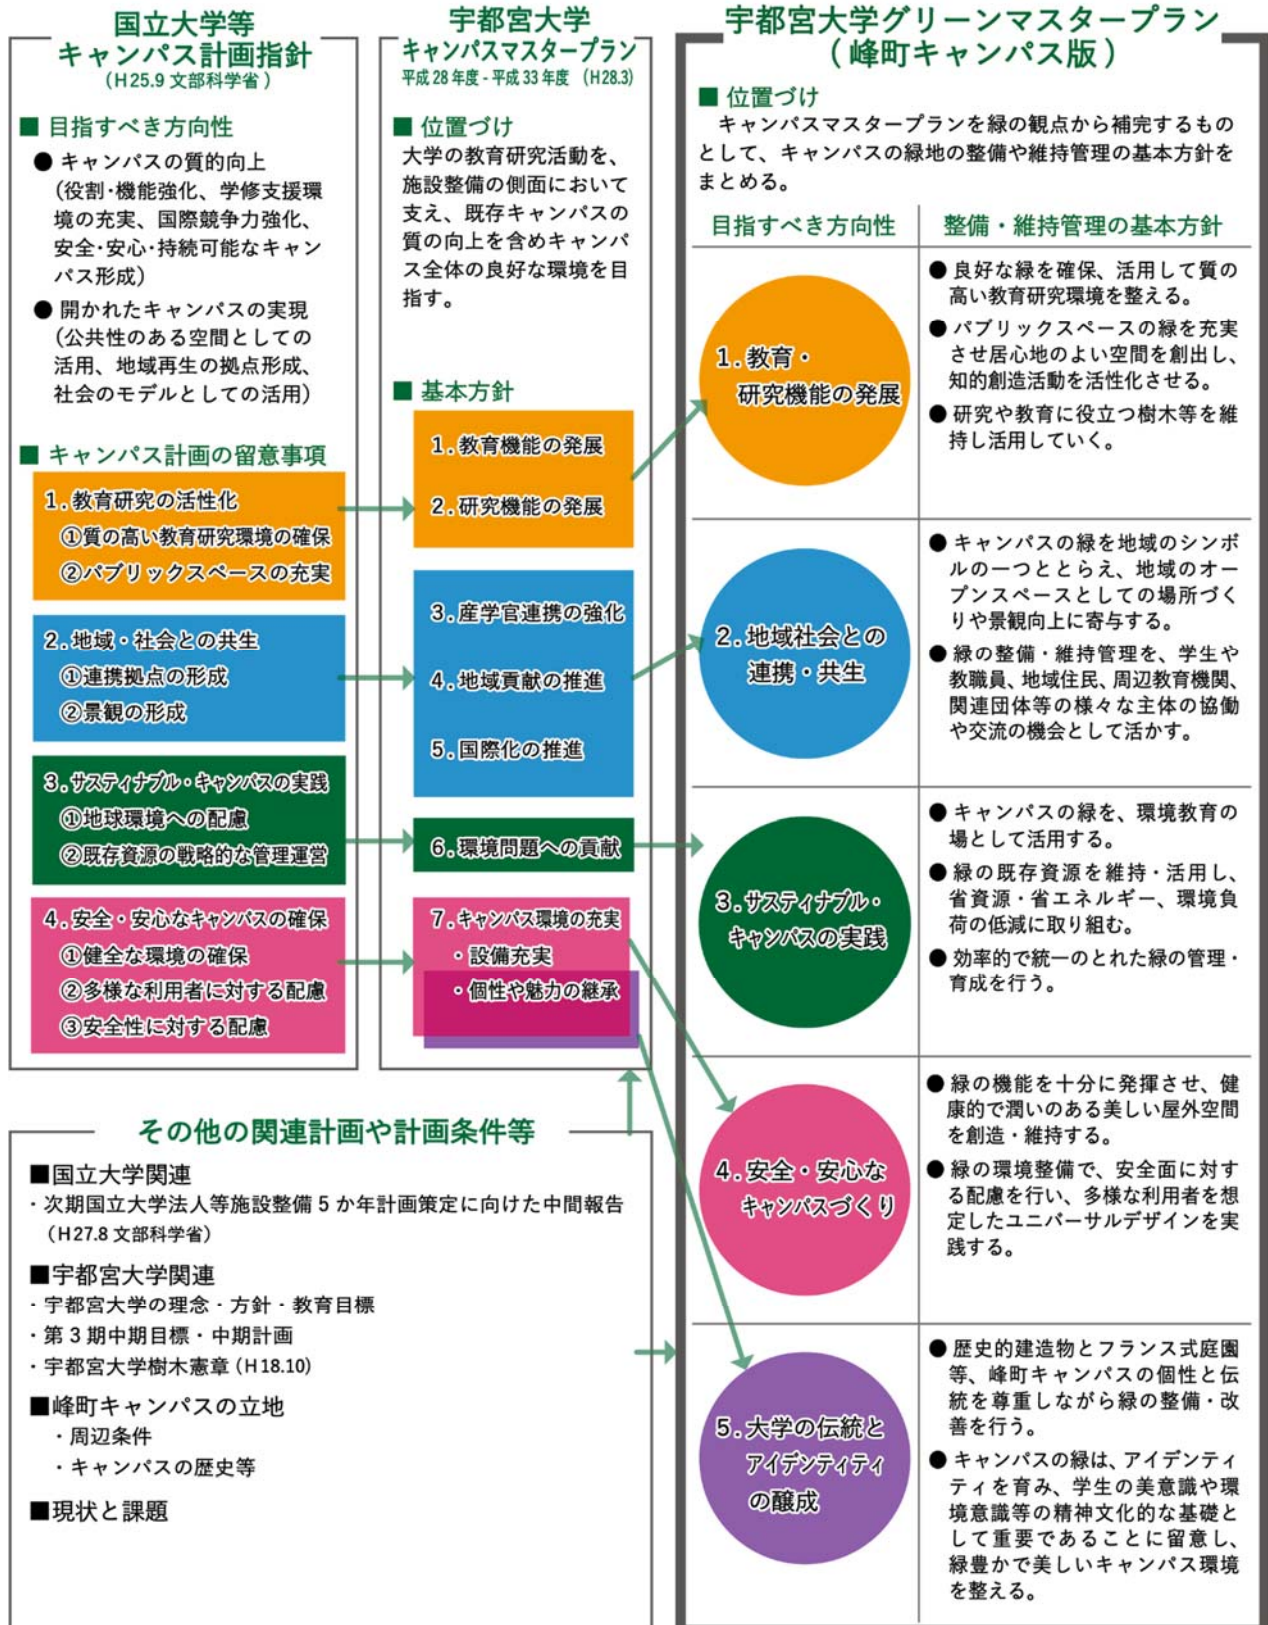 国立大学等
キャンパス計画指針
(H25.9 文部科学省)
■ 目指すべき方向性
● キャンパスの質的向上
(役割・機能強化、学修支援環
境の充実、国際競争力強化、
安全・安心・持続可能なキャン
パス形成)
● 開かれたキャンパスの実現
(公共性のある空間としての
活用、地域再生の拠点形成、
社会のモデルとしての活用)
■ キャンパス計画の留意事項
1. 教育研究の活性化
①質の高い教育研究環境の確保
②パブリックスペースの充実
2. 地域・社会との共生
①連携拠点の形成
②景観の形成
3. サスティナブル・キャンパスの実践
①地球環境への配慮
②既存資源の戦略的な管理運営
4. 安全・安心なキャンパスの確保
①健全な環境の確保
②多様な利用者に対する配慮
③安全性に対する配慮
宇都宮大学
キャンパスマスタープラン
平成 28 年度 - 平成 33 年度 (H28.3)
■ 位置づけ
大学の教育研究活動を、
施設整備の側面において
支え、既存キャンパスの
質の向上を含めキャンパ
ス全体の良好な環境を目
指す。
■ 基本方針
1. 教育機能の発展
2. 研究機能の発展
3. 産学官連携の強化
4. 地域貢献の推進
5. 国際化の推進
6. 環境問題への貢献
7. キャンパス環境の充実
・設備充実
・個性や魅力の継承
その他の関連計画や計画条件等
■国立大学関連
・次期国立大学法人等施設整備 5 か年計画策定に向けた中間報告
(H27.8 文部科学省)
■宇都宮大学関連
・宇都宮大学の理念・方針・教育目標
・第 3 期中期目標・中期計画
・宇都宮大学樹木憲章 (H18.10)
■峰町キャンパスの立地
・周辺条件
・キャンパスの歴史等
■現状と課題
宇都宮大学グリーンマスタープラン
( 峰町キャンパス版 )
■ 位置づけ
キャンパスマスタープランを緑の観点から補完するもの
として、キャンパスの緑地の整備や維持管理の基本方針を
まとめる。
目指すべき方向性
整備・維持管理の基本方針
1. 教育・
研究機能の発展
● 良好な緑を確保、活用して質の
高い教育研究環境を整える。
● パブリックスペースの緑を充実
させ居心地のよい空間を創出し、
知的創造活動を活性化させる。
● 研究や教育に役立つ樹木等を維
持し活用していく。
2. 地域社会との
連携・共生
● キャンパスの緑を地域のシンボ
ルの一つととらえ、地域のオー
プンスペースとしての場所づく
りや景観向上に寄与する。
● 緑の整備・維持管理を、学生や
教職員、地域住民、周辺教育機関、
関連団体等の様々な主体の協働
や交流の機会として活かす。
3. サスティナブル・
キャンパスの実践
● キャンパスの緑を、環境教育の
場として活用する。
● 緑の既存資源を維持・活用し、
省資源・省エネルギー、環境負
荷の低減に取り組む。
● 効率的で統一のとれた緑の管理・
育成を行う。
4. 安全・安心な
キャンパスづくり
● 緑の機能を十分に発揮させ、健
康的で潤いのある美しい屋外空間
を創造・維持する。
● 緑の環境整備で、安全面に対す
る配慮を行い、多様な利用者を想
定したユニバーサルデザインを実
践する。
5. 大学の伝統と
アイデンティティ
の醸成
● 歴史的建造物とフランス式庭園
等、峰町キャンパスの個性と伝
統を尊重しながら緑の整備・改
善を行う。
● キャンパスの緑は、アイデンティ
ティを育み、学生の美意識や環
境意識等の精神文化的な基礎と
して重要であることに留意し、
緑豊かで美しいキャンパス環境
を整える。